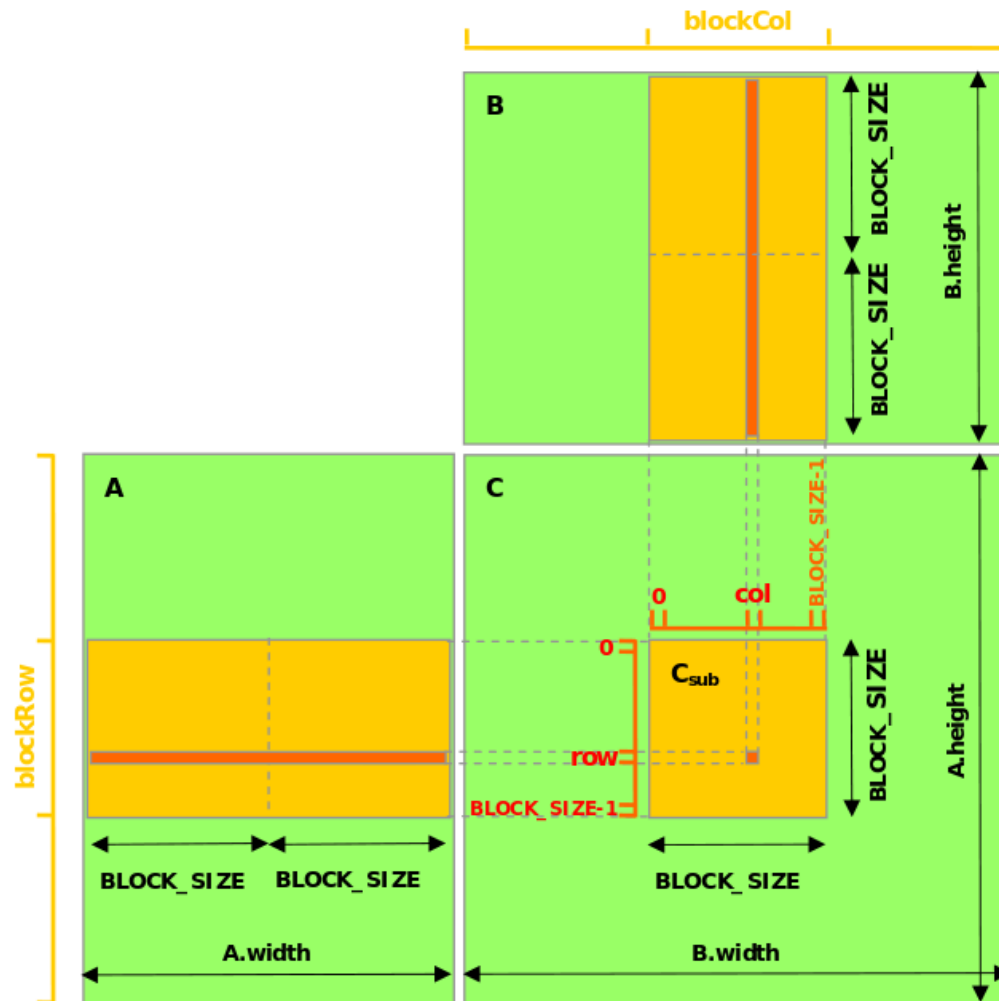 blockCol
B
BLOCK_SIZE
BLOCK_SIZE
B.height
A
C
BLOCK_SIZE-1
0
col
blockRow
0
row
BLOCK_SIZE-1
Csub
BLOCK_SIZE
A.height
BLOCK_SIZE
BLOCK_SIZE
BLOCK_SIZE
A.width
B.width